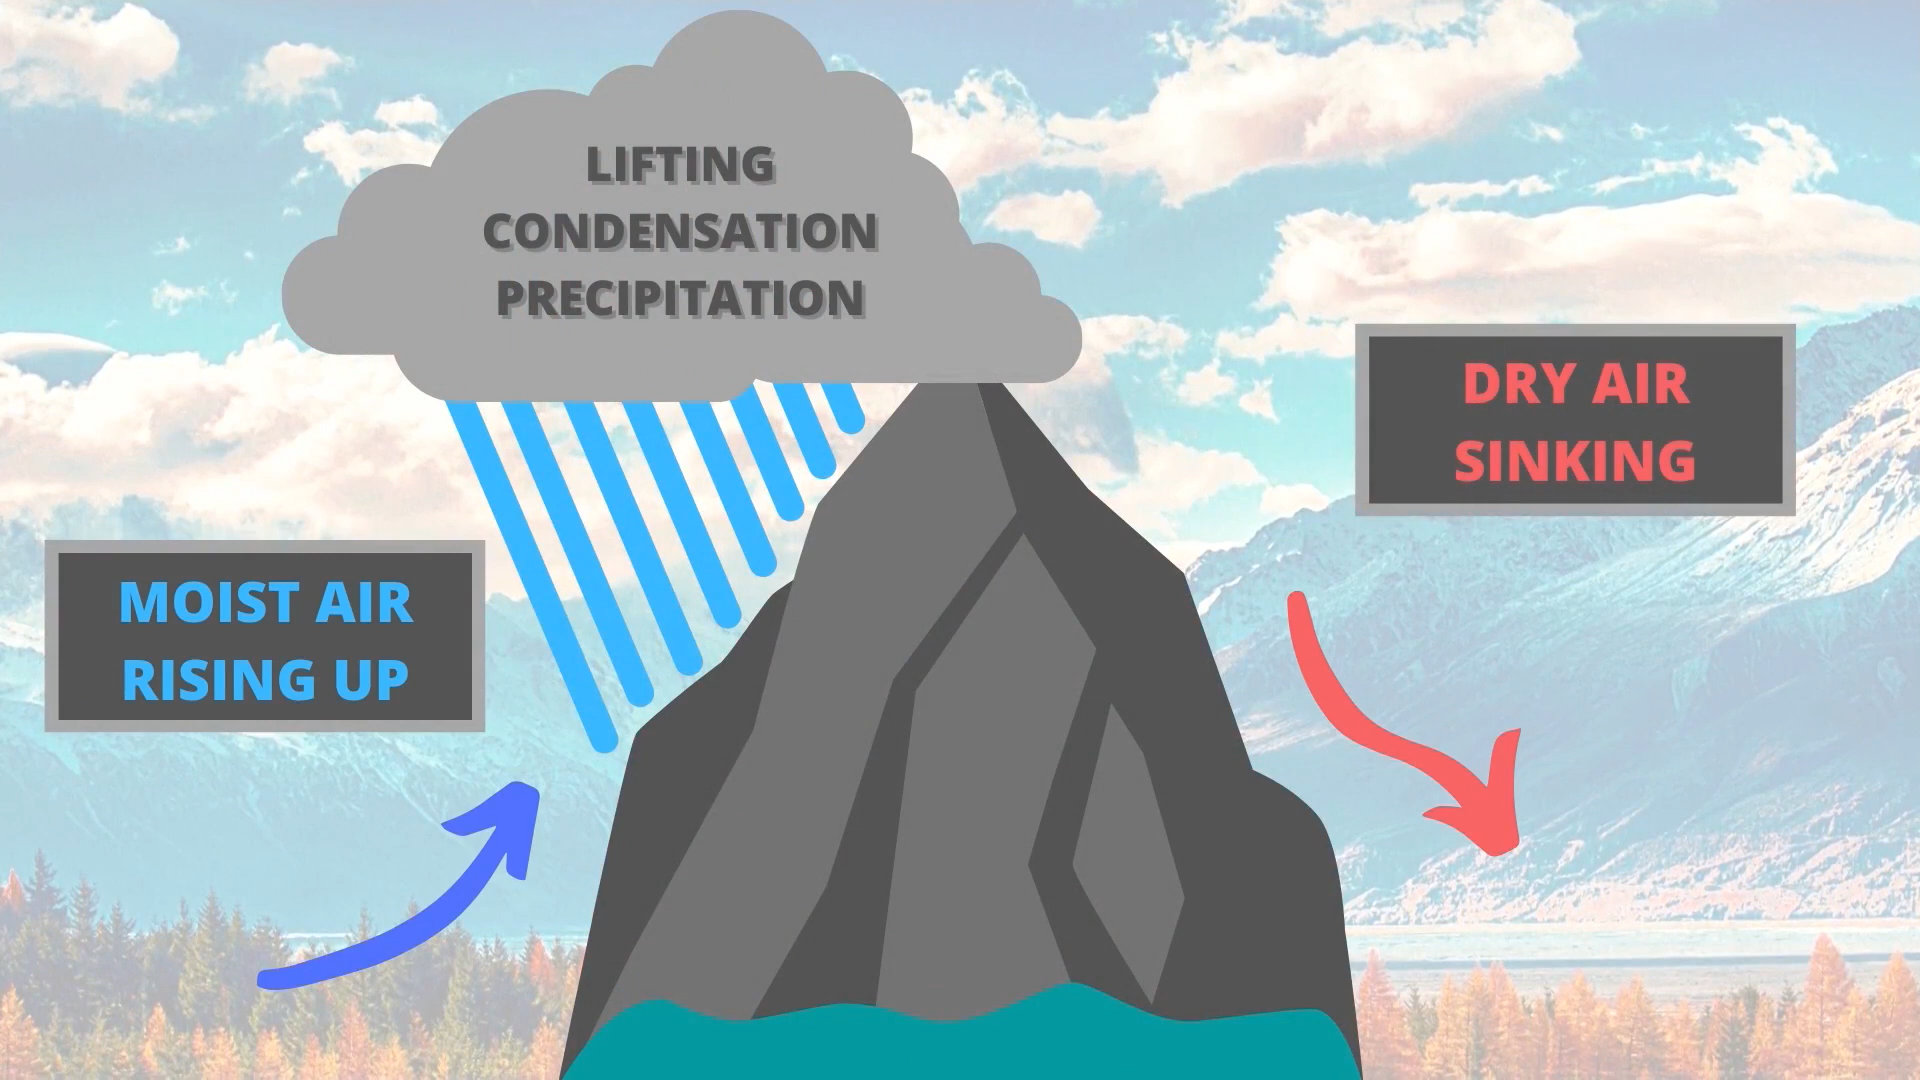 LIFTING
CONDENSATION
PRECIPITATION
DRY AIR
SINKING
MOIST AIR
RISING UP